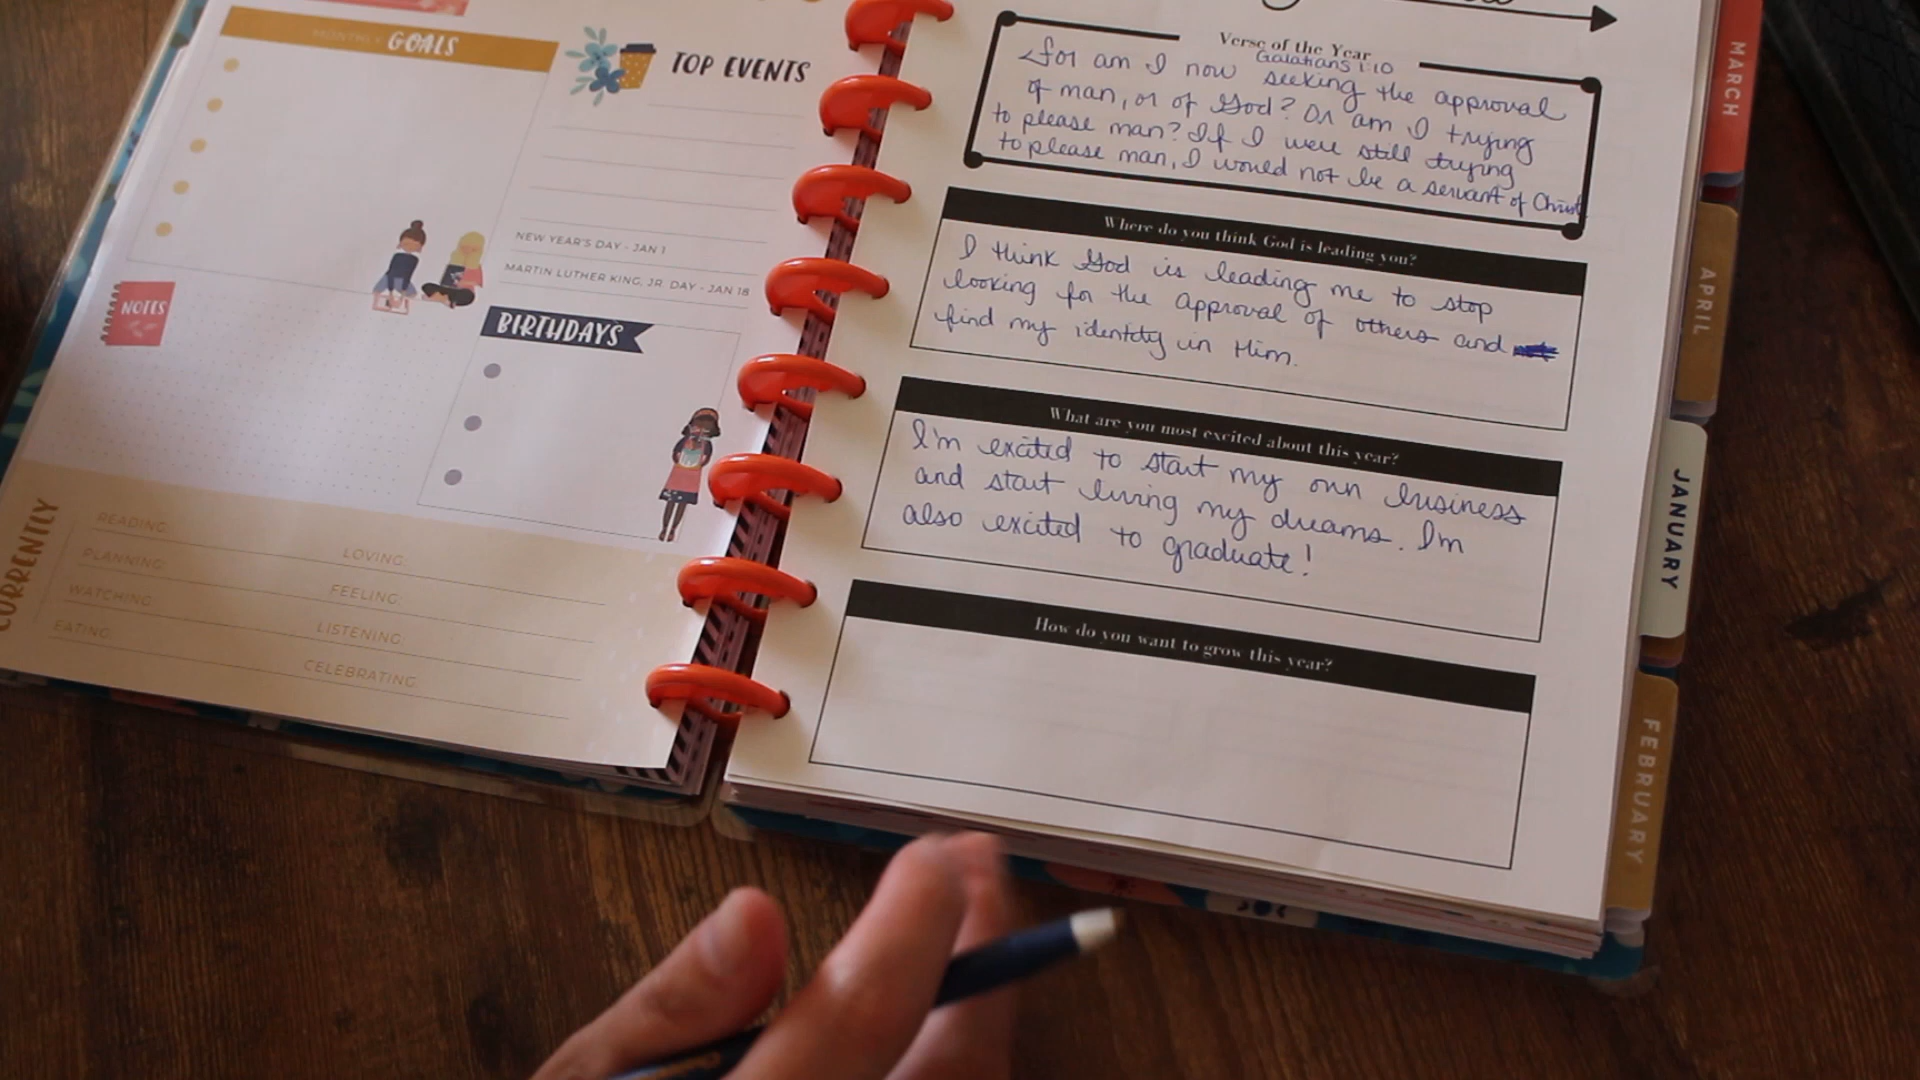 MONTHLY GOALS
TOP EVENTS
NEW YEAR'S DAY - JAN 1
MARTIN LUTHER KING, JR. DAY - JAN 18
NOTES
BIRTHDAYS
CURRENTLY
READING:
PLANNING:
WATCHING:
EATING:
LOVING:
FEELING:
LISTENING:
CELEBRATING:
Verse of the Year
Galatians 1:10
For am I now seeking the approval
of man, or of God? Or am I trying
to please man? If I were still trying
to please man, I would not be a servant of Christ
Where do you think God is leading you?
I think God is leading me to stop
looking for the approval of others and
find my identity in Him.
What are you most excited about this year?
I'm excited to start my own business
and start living my dreams. I'm
also excited to graduate!
How do you want to grow this year?
MARCH
APRIL
JANUARY
FEBRUARY